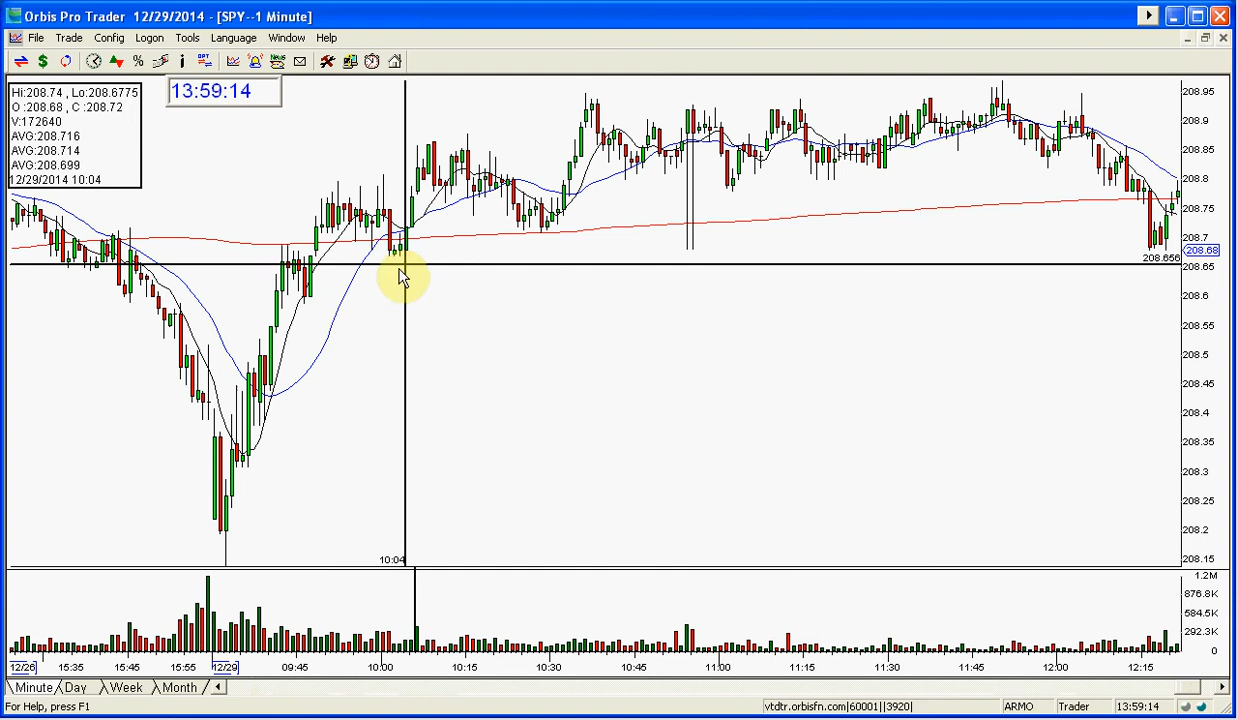 Orbis Pro Trader 12/29/2014 - [SPY--1 Minute]
File Trade Config Logon Tools Language Window Help
13:59:14
Hi:208.74 , Lo:208.6775
O :208.68 , C :208.72
V:172640
AVG:208.716
AVG:208.714
AVG:208.699
12/29/2014 10:04
208.95
208.9
208.85
208.8
208.75
208.7
208.68
208.656
208.65
208.6
208.55
208.5
208.45
208.4
208.35
208.3
208.25
208.2
208.15
10:04
1.2M
876.8K
584.5K
292.3K
0
12/26 15:35 15:45 15:55 12/29 09:45 10:00 10:15 10:30 10:45 11:00 11:15 11:30 11:45 12:00 12:15
Minute Day Week Month
For Help, press F1 vtdtr.orbisfn.com|60001||3920| ARMO Trader 13:59:14